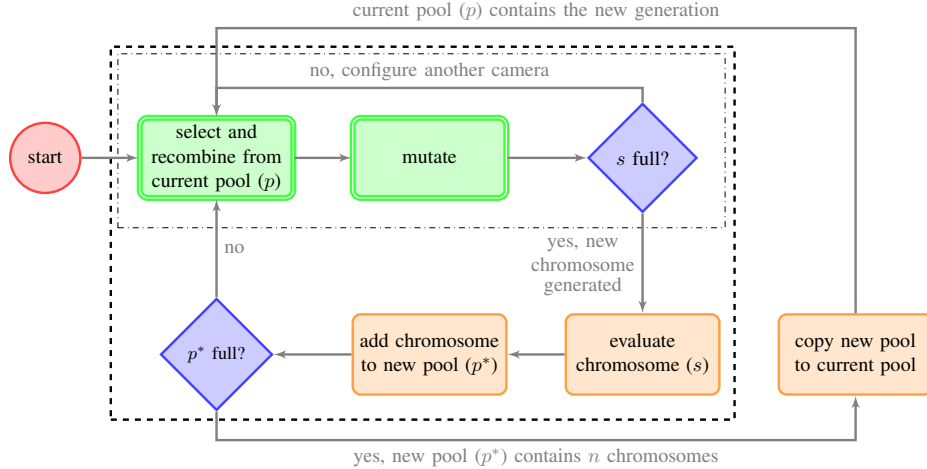 current pool (p) contains the new generation
no, configure another camera
start
select and
recombine from
current pool (p)
mutate
s full?
no
yes, new
chromosome
generated
p* full?
add chromosome
to new pool (p*)
evaluate
chromosome (s)
copy new pool
to current pool
yes, new pool (p*) contains n chromosomes